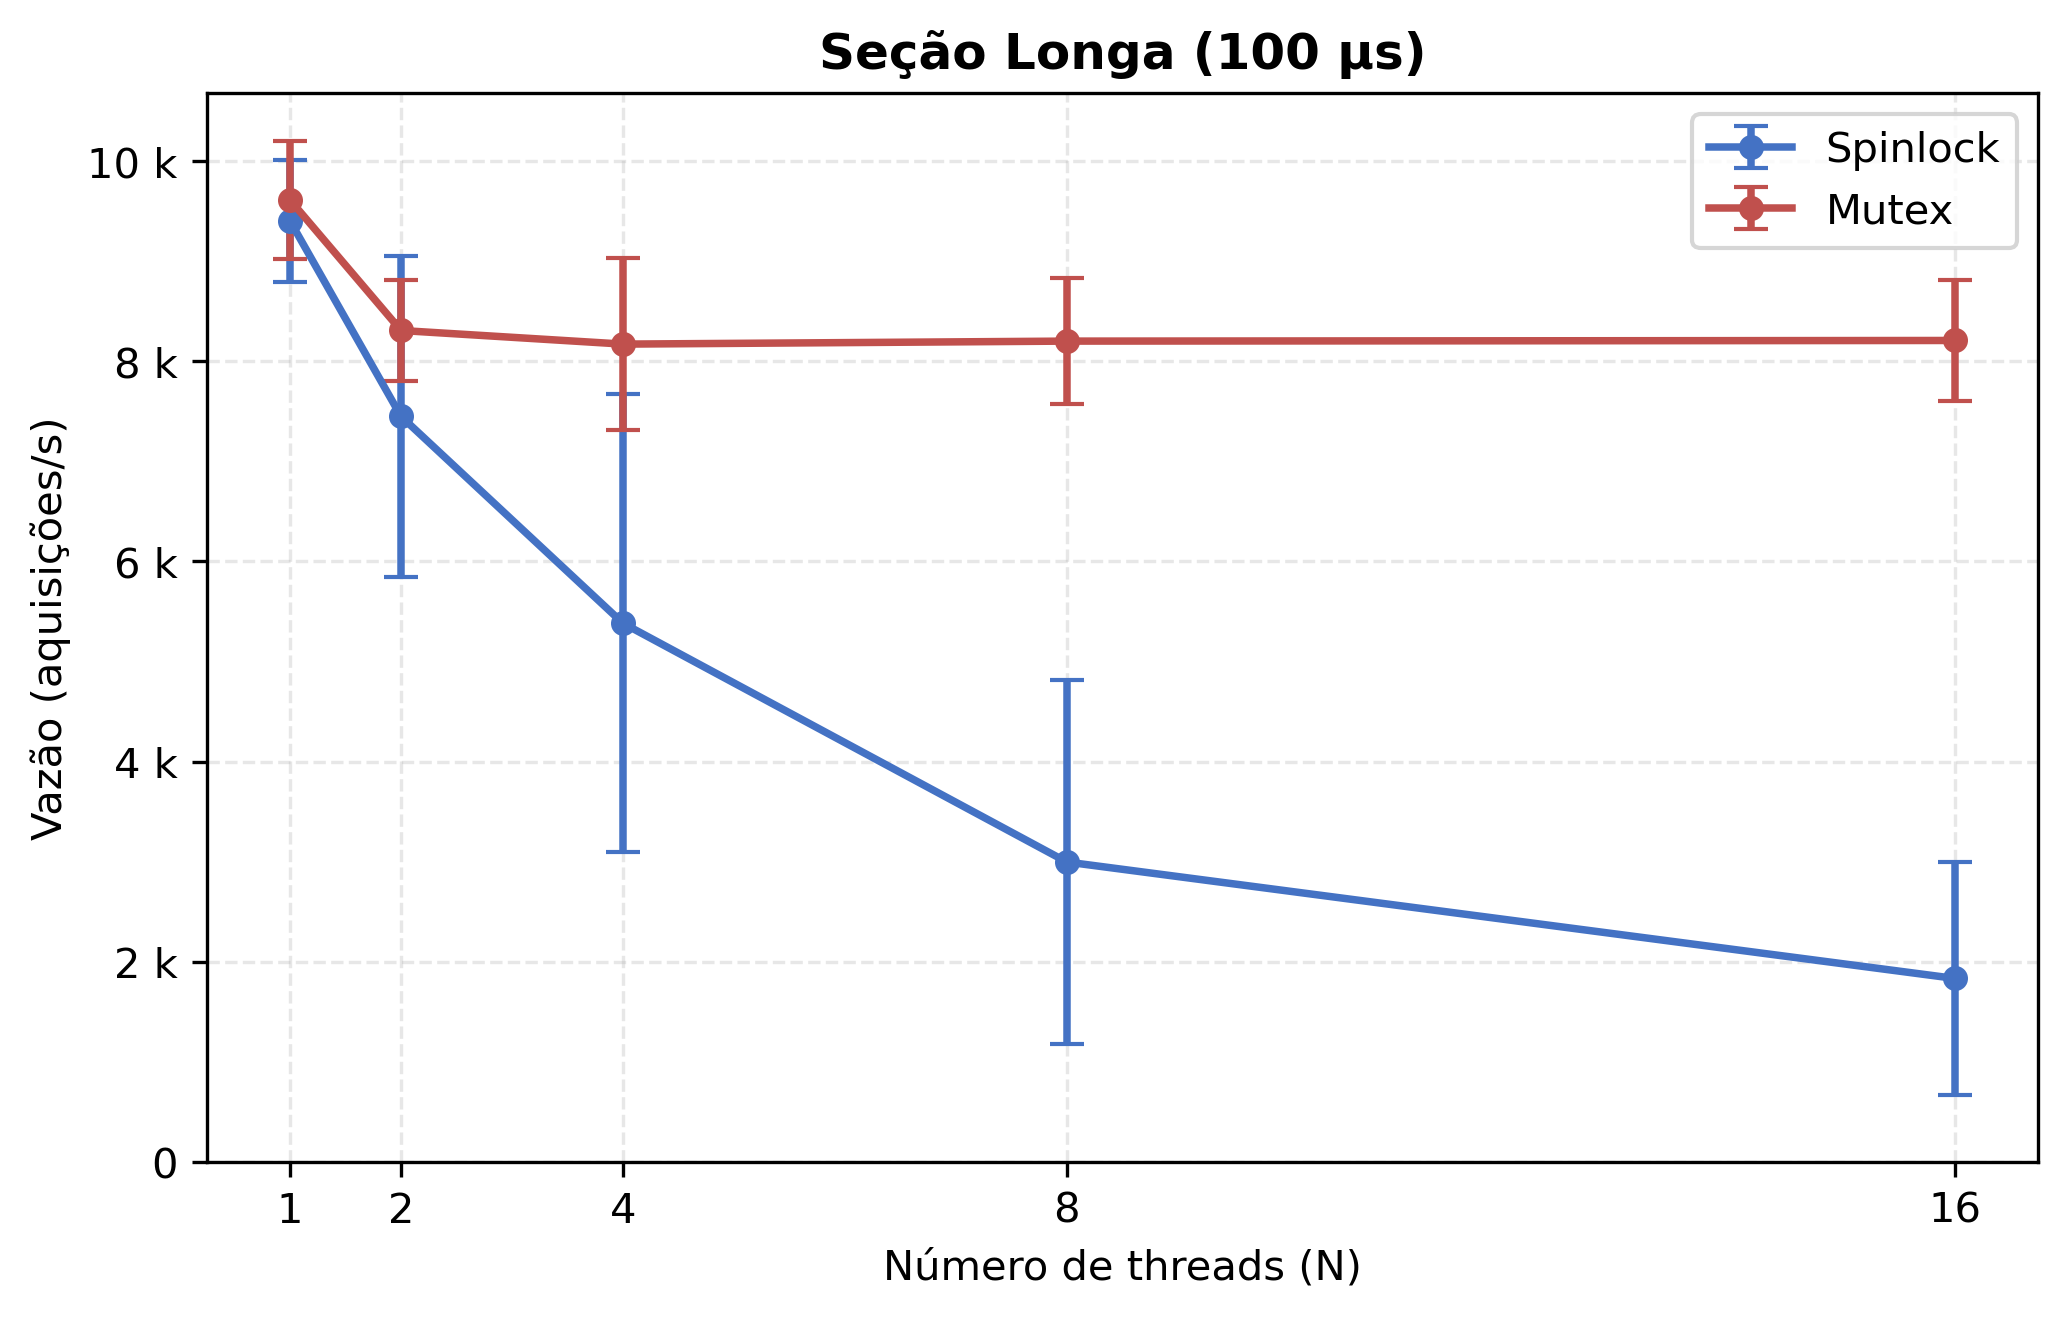 Seção Longa (100 µs)
Spinlock
Mutex
10 k
8 k
6 k
4 k
2 k
0
Vazão (aquisições/s)
1 2 4 8 16
Número de threads (N)